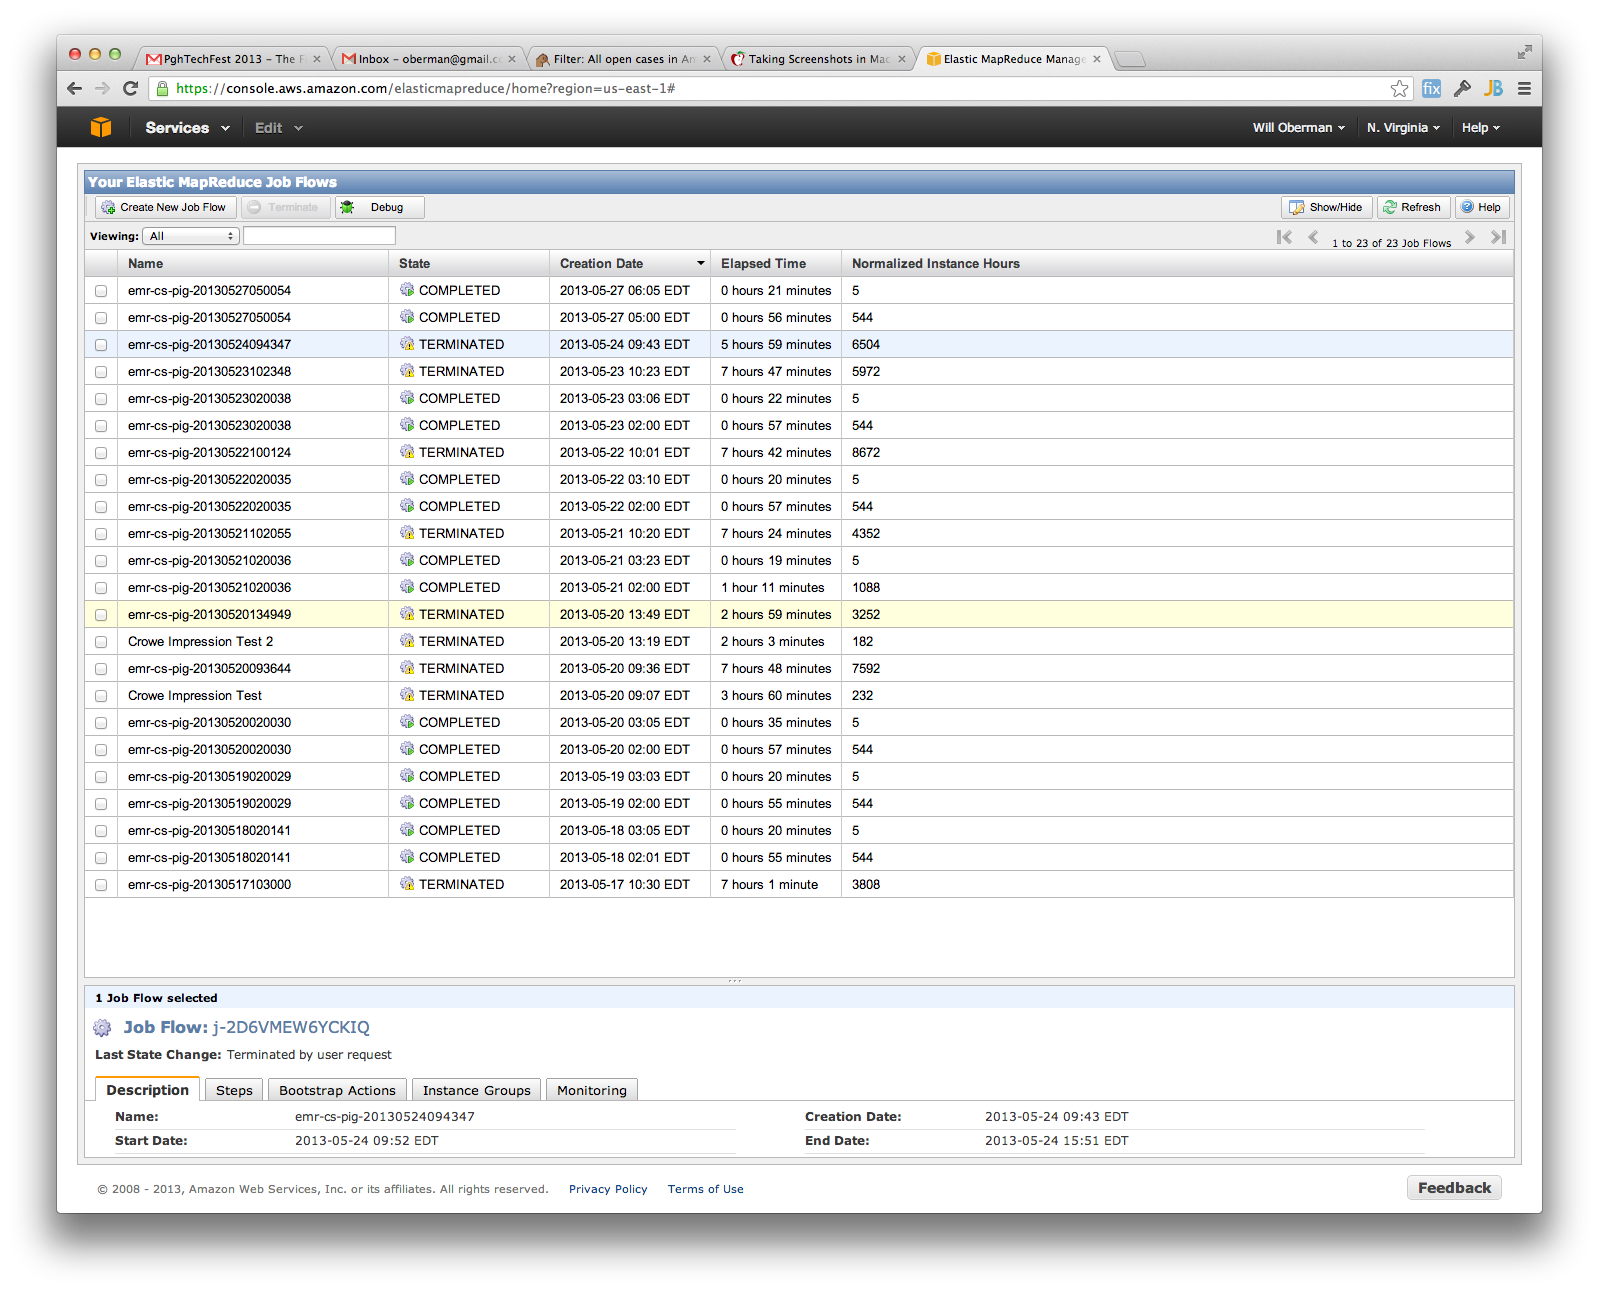 PghTechFest 2013 – The F
Inbox – oberman@gmail.c
Filter: All open cases in Am
Taking Screenshots in Mac
Elastic MapReduce Manage
https://console.aws.amazon.com/elasticmapreduce/home?region=us-east-1#
fix
JB
Services Edit Will Oberman N. Virginia Help
Your Elastic MapReduce Job Flows
Create New Job Flow Terminate Debug Show/Hide Refresh Help
Viewing: All 1 to 23 of 23 Job Flows
Name State Creation Date Elapsed Time Normalized Instance Hours
emr-cs-pig-20130527050054 COMPLETED 2013-05-27 06:05 EDT 0 hours 21 minutes 5
emr-cs-pig-20130527050054 COMPLETED 2013-05-27 05:00 EDT 0 hours 56 minutes 544
emr-cs-pig-20130524094347 TERMINATED 2013-05-24 09:43 EDT 5 hours 59 minutes 6504
emr-cs-pig-20130523102348 TERMINATED 2013-05-23 10:23 EDT 7 hours 47 minutes 5972
emr-cs-pig-20130523020038 COMPLETED 2013-05-23 03:06 EDT 0 hours 22 minutes 5
emr-cs-pig-20130523020038 COMPLETED 2013-05-23 02:00 EDT 0 hours 57 minutes 544
emr-cs-pig-20130522100124 TERMINATED 2013-05-22 10:01 EDT 7 hours 42 minutes 8672
emr-cs-pig-20130522020035 COMPLETED 2013-05-22 03:10 EDT 0 hours 20 minutes 5
emr-cs-pig-20130522020035 COMPLETED 2013-05-22 02:00 EDT 0 hours 57 minutes 544
emr-cs-pig-20130521102055 TERMINATED 2013-05-21 10:20 EDT 7 hours 24 minutes 4352
emr-cs-pig-20130521020036 COMPLETED 2013-05-21 03:23 EDT 0 hours 19 minutes 5
emr-cs-pig-20130521020036 COMPLETED 2013-05-21 02:00 EDT 1 hour 11 minutes 1088
emr-cs-pig-20130520134949 TERMINATED 2013-05-20 13:49 EDT 2 hours 59 minutes 3252
Crowe Impression Test 2 TERMINATED 2013-05-20 13:19 EDT 2 hours 3 minutes 182
emr-cs-pig-20130520093644 TERMINATED 2013-05-20 09:36 EDT 7 hours 48 minutes 7592
Crowe Impression Test TERMINATED 2013-05-20 09:07 EDT 3 hours 60 minutes 232
emr-cs-pig-20130520020030 COMPLETED 2013-05-20 03:05 EDT 0 hours 35 minutes 5
emr-cs-pig-20130520020030 COMPLETED 2013-05-20 02:00 EDT 0 hours 57 minutes 544
emr-cs-pig-20130519020029 COMPLETED 2013-05-19 03:03 EDT 0 hours 20 minutes 5
emr-cs-pig-20130519020029 COMPLETED 2013-05-19 02:00 EDT 0 hours 55 minutes 544
emr-cs-pig-20130518020141 COMPLETED 2013-05-18 03:05 EDT 0 hours 20 minutes 5
emr-cs-pig-20130518020141 COMPLETED 2013-05-18 02:01 EDT 0 hours 55 minutes 544
emr-cs-pig-20130517103000 TERMINATED 2013-05-17 10:30 EDT 7 hours 1 minute 3808
1 Job Flow selected
Job Flow: j-2D6VMEW6YCKIQ
Last State Change: Terminated by user request
Description Steps Bootstrap Actions Instance Groups Monitoring
Name: emr-cs-pig-20130524094347 Creation Date: 2013-05-24 09:43 EDT
Start Date: 2013-05-24 09:52 EDT End Date: 2013-05-24 15:51 EDT
© 2008 - 2013, Amazon Web Services, Inc. or its affiliates. All rights reserved. Privacy Policy Terms of Use Feedback